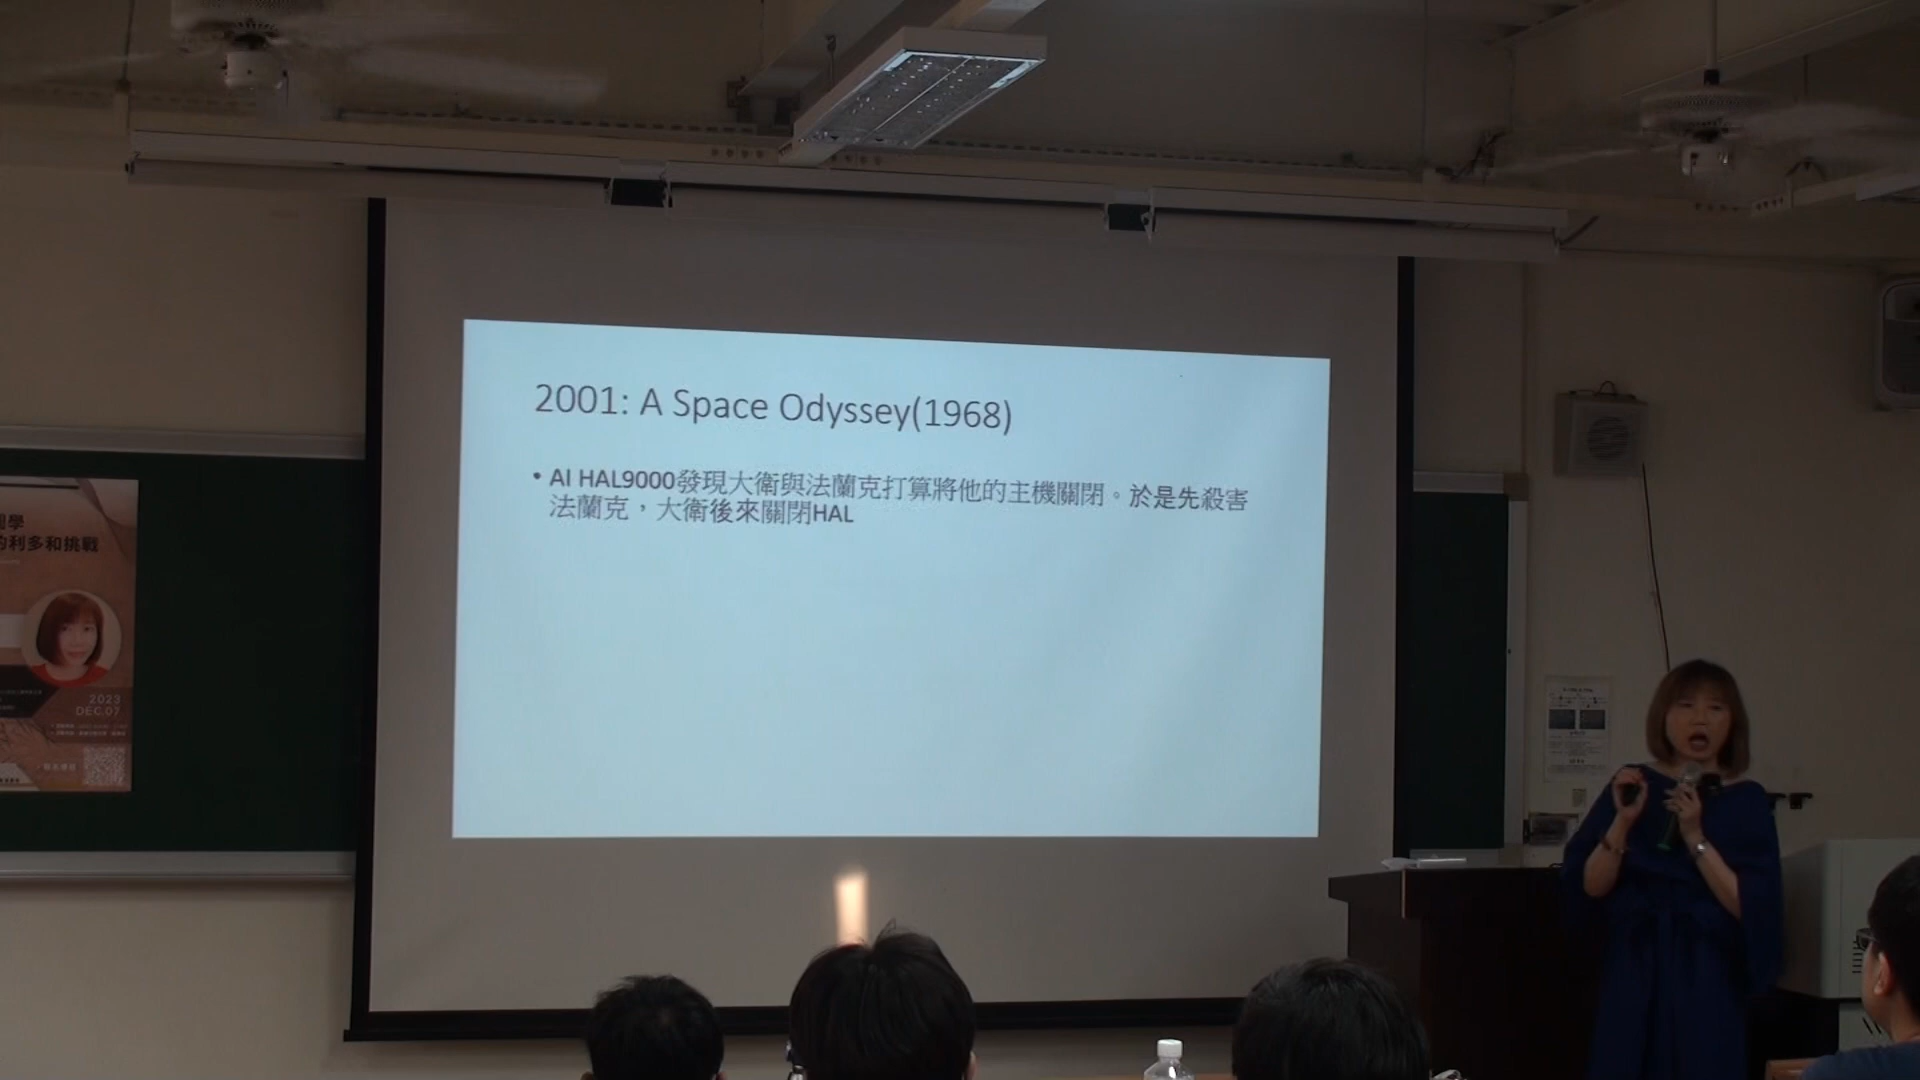 2001: A Space Odyssey(1968)
• AI HAL9000發現大衛與法蘭克打算將他的主機關閉。於是先殺害
法蘭克，大衛後來關閉HAL
的利多和挑戰
2023
DEC.07